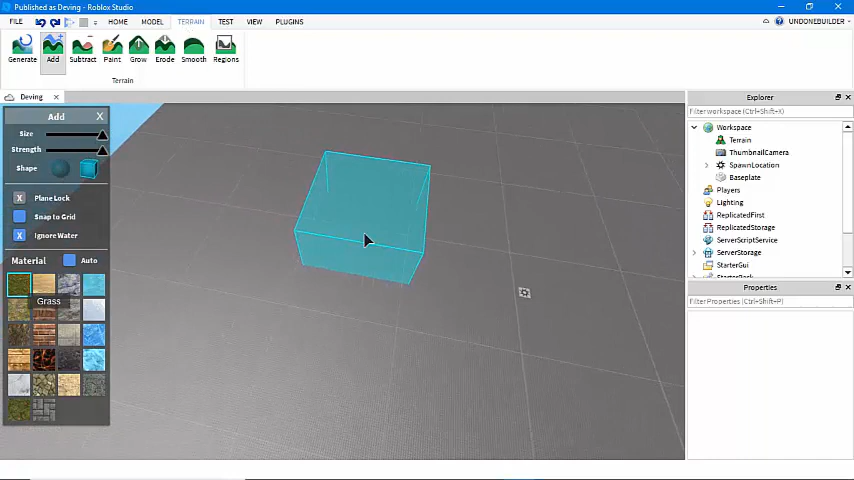 Published as Deving - Roblox Studio
FILE HOME MODEL TERRAIN TEST VIEW PLUGINS UNDONEBUILDER
Generate Add Subtract Paint Grow Erode Smooth Regions
Terrain
Deving
Add
Size
Strength
Shape
X Plane Lock
Snap to Grid
X Ignore Water
Material Auto
Grass
Explorer
Filter workspace (Ctrl+Shift+X)
Workspace
Terrain
ThumbnailCamera
SpawnLocation
Baseplate
Players
Lighting
ReplicatedFirst
ReplicatedStorage
ServerScriptService
ServerStorage
StarterGui
StarterPack
Properties
Filter Properties (Ctrl+Shift+P)